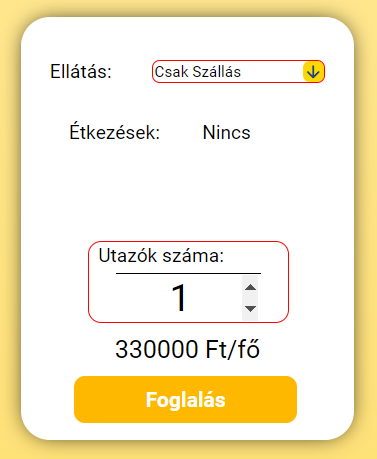 Ellátás: Csak Szállás
Étkezések: Nincs
Utazók száma:
1
330000 Ft/fő
Foglalás